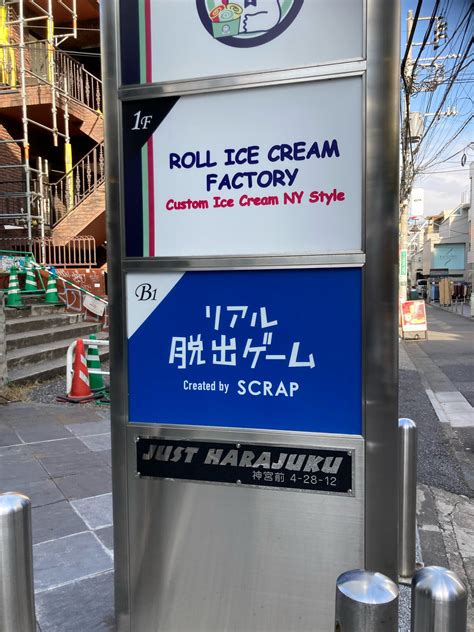 1F
ROLL ICE CREAM
FACTORY
Custom Ice Cream NY Style
B1
リアル
脱出ゲーム
Created by SCRAP
JUST HARAJUKU
神宮前 4-28-12